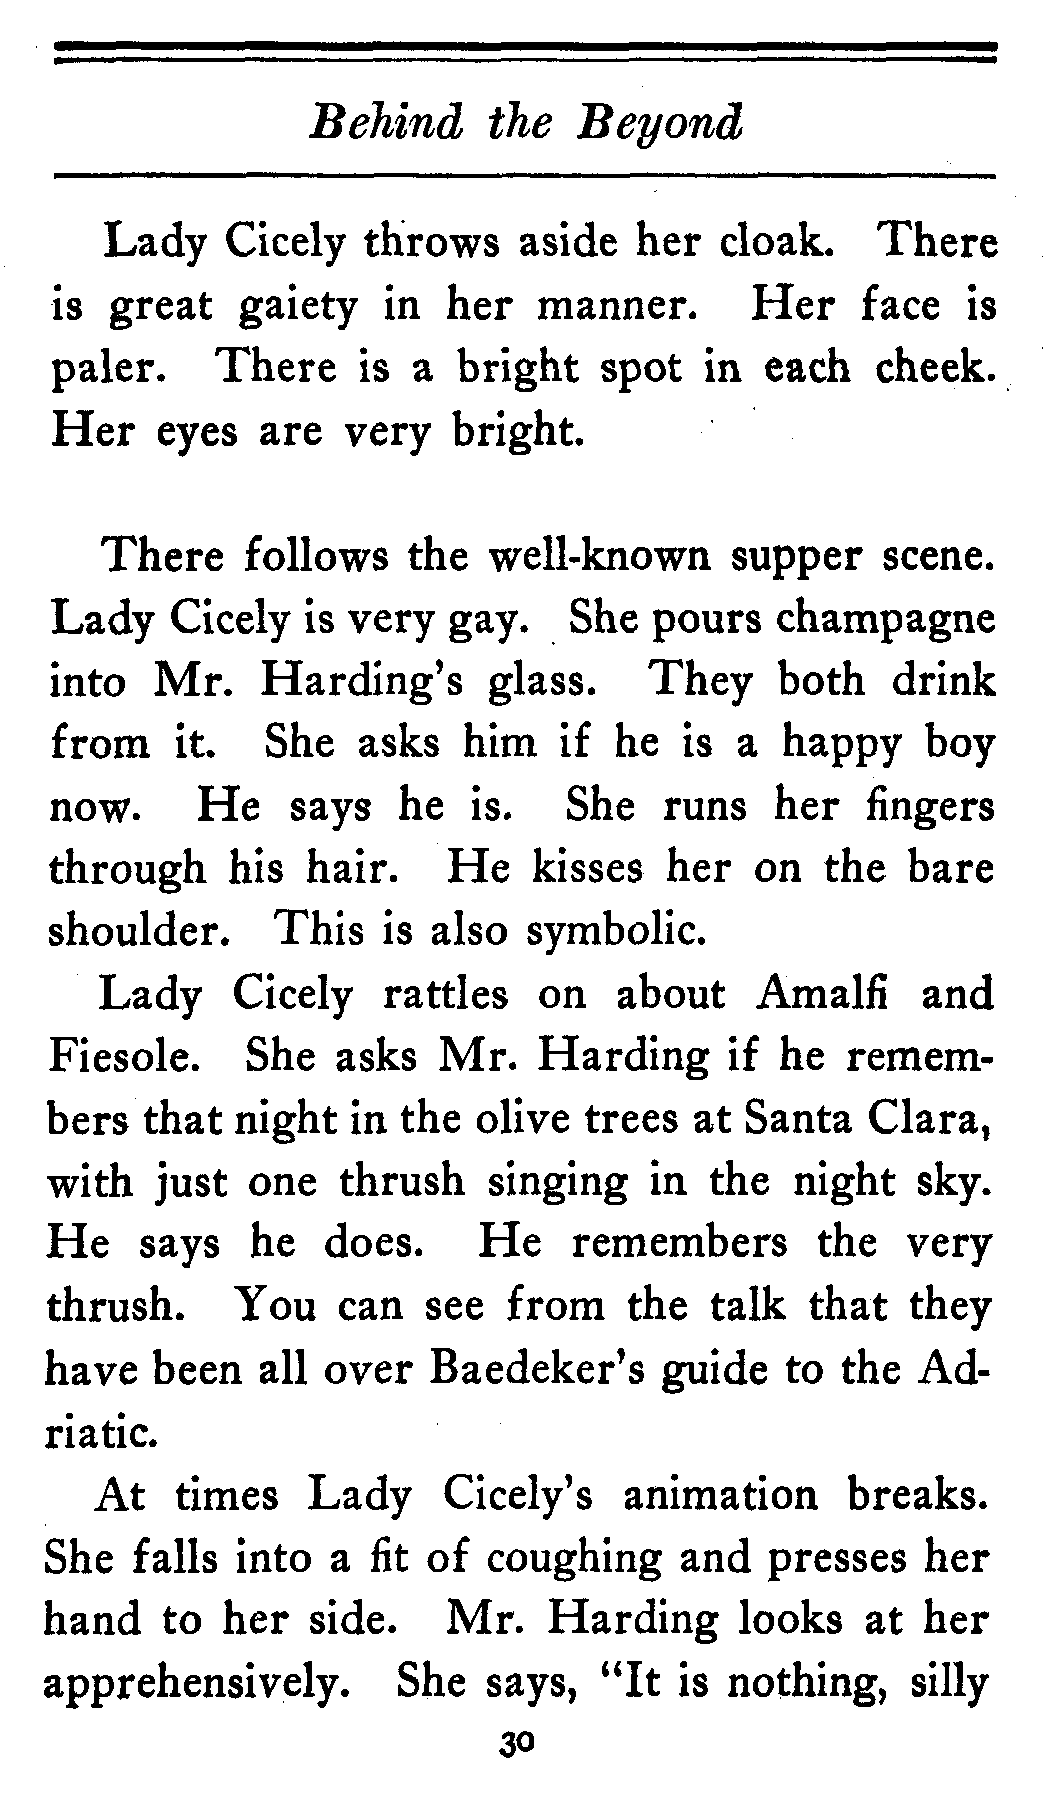 Behind the Beyond
Lady Cicely throws aside her cloak. There
is great gaiety in her manner. Her face is
paler. There is a bright spot in each cheek.
Her eyes are very bright.
There follows the well-known supper scene.
Lady Cicely is very gay. She pours champagne
into Mr. Harding's glass. They both drink
from it. She asks him if he is a happy boy
now. He says he is. She runs her fingers
through his hair. He kisses her on the bare
shoulder. This is also symbolic.
Lady Cicely rattles on about Amalfi and
Fiesole. She asks Mr. Harding if he remem-
bers that night in the olive trees at Santa Clara,
with just one thrush singing in the night sky.
He says he does. He remembers the very
thrush. You can see from the talk that they
have been all over Baedeker's guide to the Ad-
riatic.
At times Lady Cicely's animation breaks.
She falls into a fit of coughing and presses her
hand to her side. Mr. Harding looks at her
apprehensively. She says, "It is nothing, silly
30